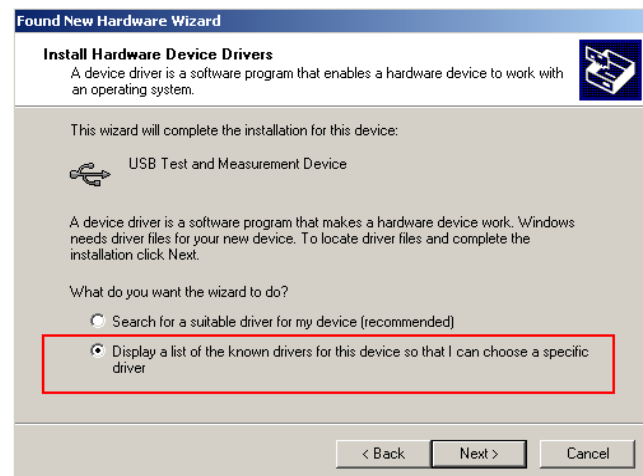 Found New Hardware Wizard
Install Hardware Device Drivers
A device driver is a software program that enables a hardware device to work with
an operating system.
This wizard will complete the installation for this device:
USB Test and Measurement Device
A device driver is a software program that makes a hardware device work. Windows
needs driver files for your new device. To locate driver files and complete the
installation click Next.
What do you want the wizard to do?
Search for a suitable driver for my device (recommended)
Display a list of the known drivers for this device so that I can choose a specific
driver
< Back
Next >
Cancel